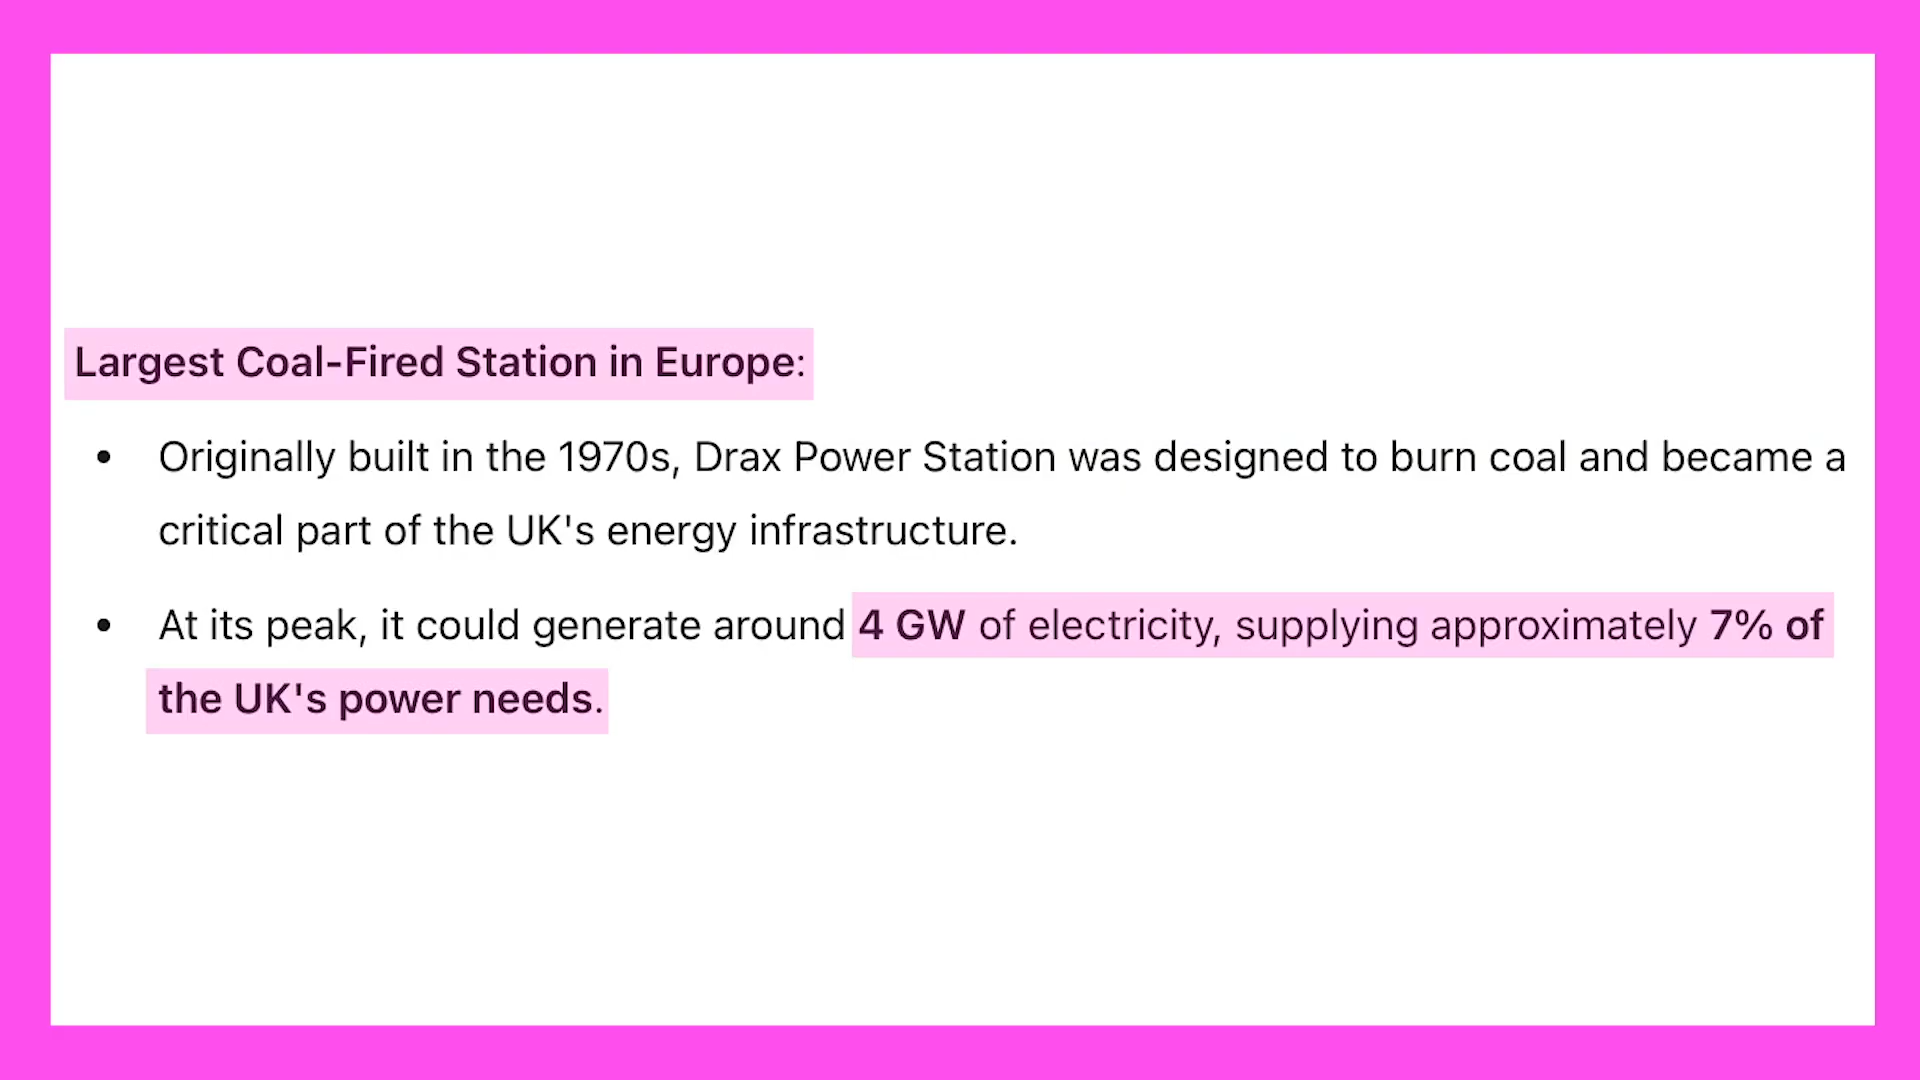 Largest Coal-Fired Station in Europe:
• Originally built in the 1970s, Drax Power Station was designed to burn coal and became a
critical part of the UK's energy infrastructure.
• At its peak, it could generate around 4 GW of electricity, supplying approximately 7% of
the UK's power needs.